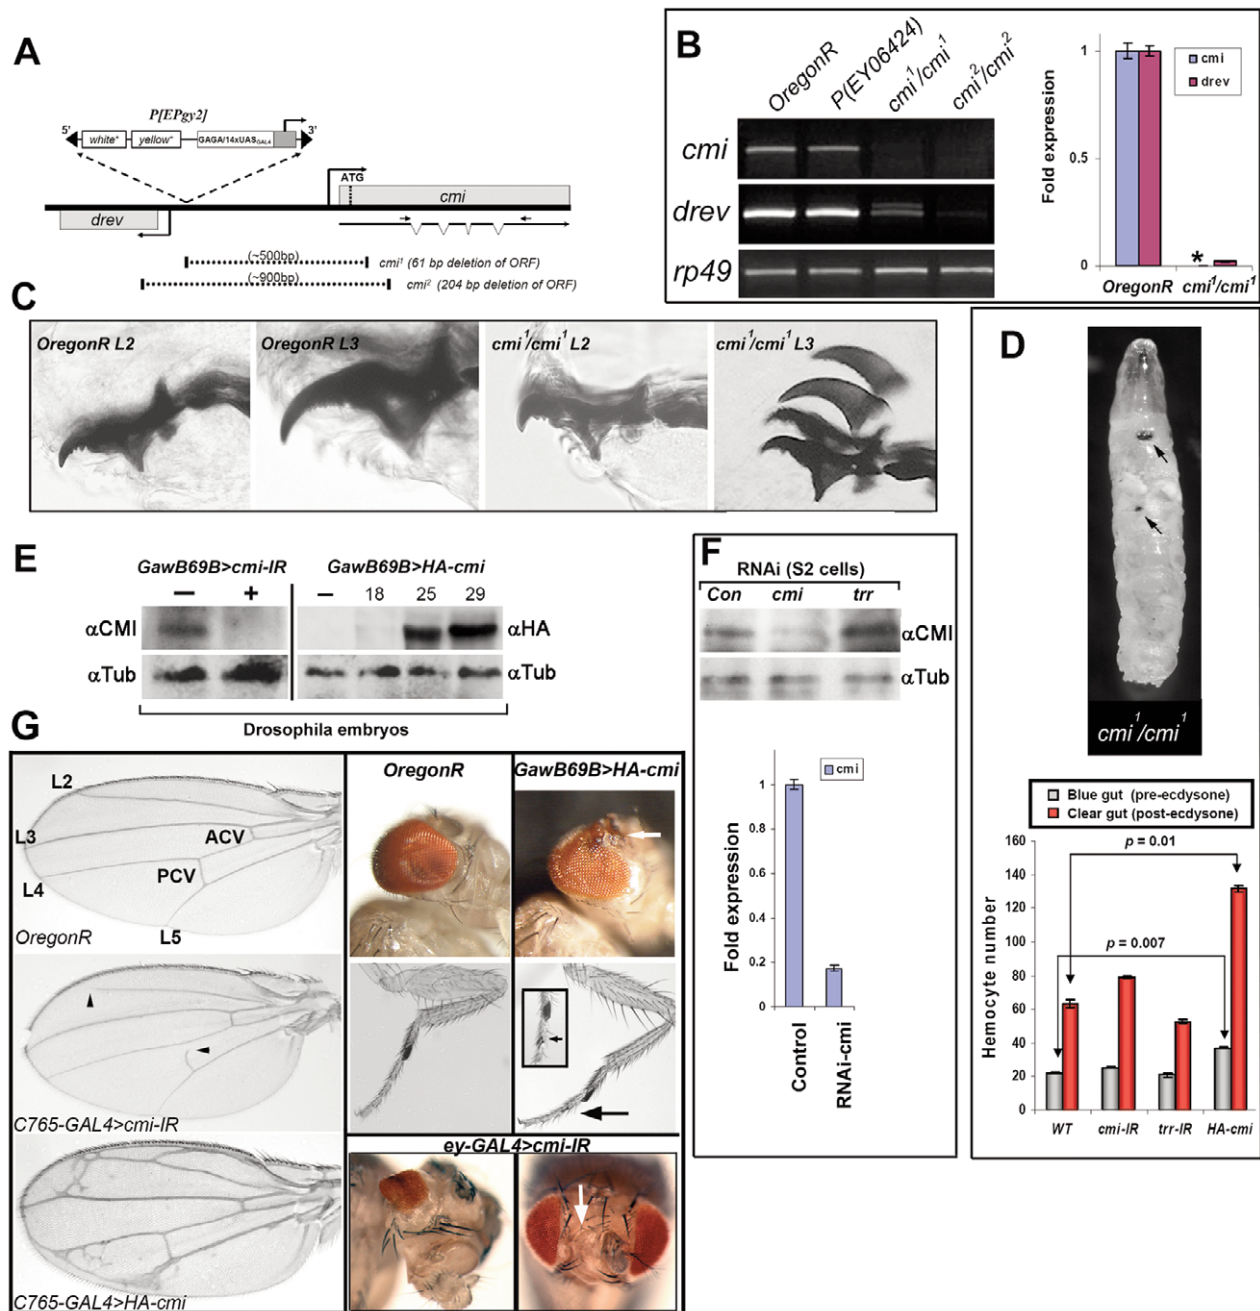 A
P[EPgy2]
5'
white+
yellow+
GAGA/14xUASGAL4
3'
ATG
cmi
drev
(~500bp)
cmi1 (61 bp deletion of ORF)
(~900bp)
cmi2 (204 bp deletion of ORF)
B
OregonR
P(EY06424)
cmi1/cmi1
cmi2/cmi2
cmi
drev
rp49
Fold expression
1
0.5
0
cmi
drev
*
OregonR
cmi1/cmi1
C
OregonR L2
OregonR L3
cmi1/cmi1 L2
cmi1/cmi1 L3
D
cmi1/cmi1
Blue gut (pre-ecdysone)
Clear gut (post-ecdysone)
Hemocyte number
160
140
120
100
80
60
40
20
0
p = 0.01
p = 0.007
WT
cmi-IR
trr-IR
HA-cmi
E
GawB69B>cmi-IR
GawB69B>HA-cmi
– +
– 18 25 29
αCMI
αHA
αTub
αTub
Drosophila embryos
F
RNAi (S2 cells)
Con cmi trr
αCMI
αTub
cmi
Fold expression
1
0.8
0.6
0.4
0.2
0
Control
RNAi-cmi
G
L2
L3
ACV
PCV
L4
L5
OregonR
C765-GAL4>cmi-IR
C765-GAL4>HA-cmi
OregonR
GawB69B>HA-cmi
ey-GAL4>cmi-IR